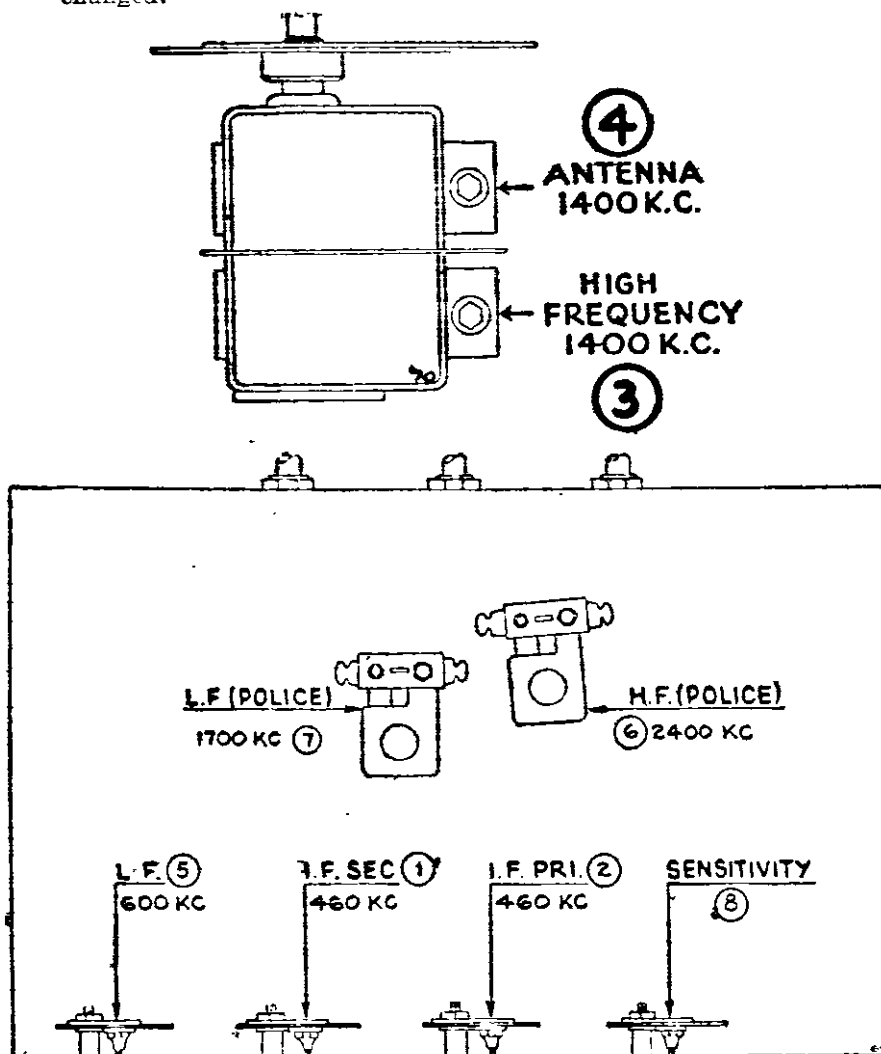 changed.
4
ANTENNA
1400 K.C.
HIGH
FREQUENCY
1400 K.C.
3
L.F (POLICE)
1700 KC 7
H.F. (POLICE)
6 2400 KC
L.F. 5
600 KC
I.F. SEC 1
460 KC
I.F. PRI. 2
460 KC
SENSITIVITY
8